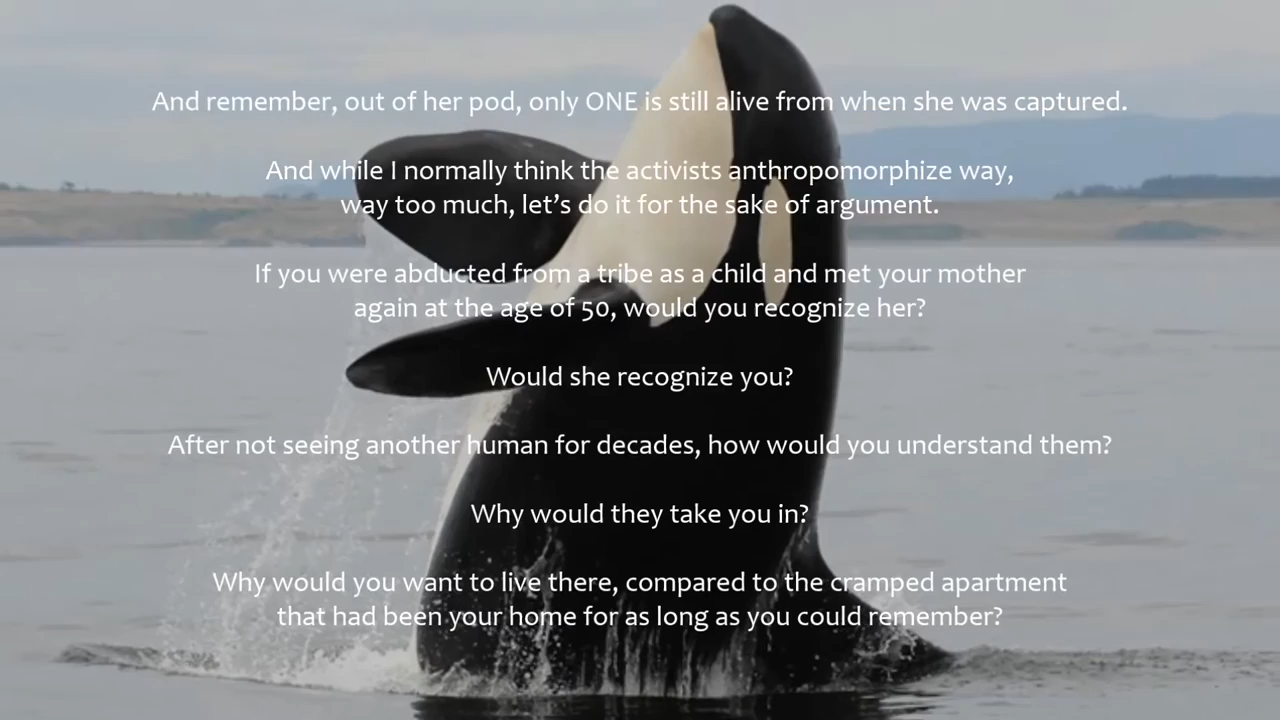 And remember, out of her pod, only ONE is still alive from when she was captured.
And while I normally think the activists anthropomorphize way,
way too much, let’s do it for the sake of argument.
If you were abducted from a tribe as a child and met your mother
again at the age of 50, would you recognize her?
Would she recognize you?
After not seeing another human for decades, how would you understand them?
Why would they take you in?
Why would you want to live there, compared to the cramped apartment
that had been your home for as long as you could remember?